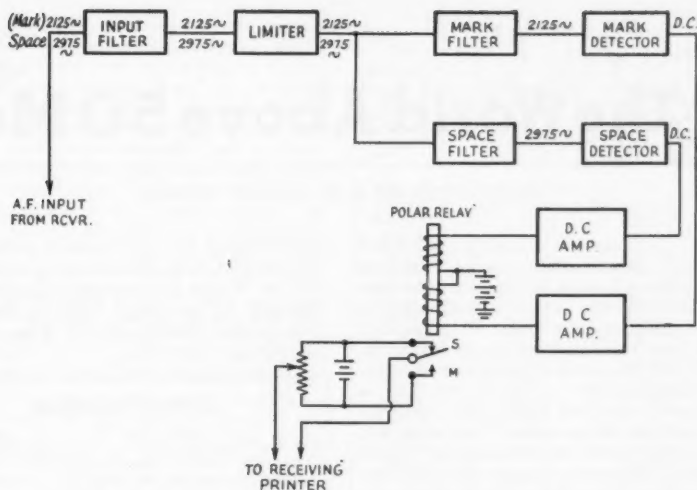 (Mark) 2125~
Space 2975
~
INPUT
FILTER
2125~
2975~
LIMITER
2125~
2975
~
MARK
FILTER
2125~
MARK
DETECTOR
D.C.
SPACE
FILTER
2975~
SPACE
DETECTOR
D.C.
A.F. INPUT
FROM RCVR.
POLAR RELAY
D.C
AMP.
D.C
AMP.
S
M
TO RECEIVING
PRINTER